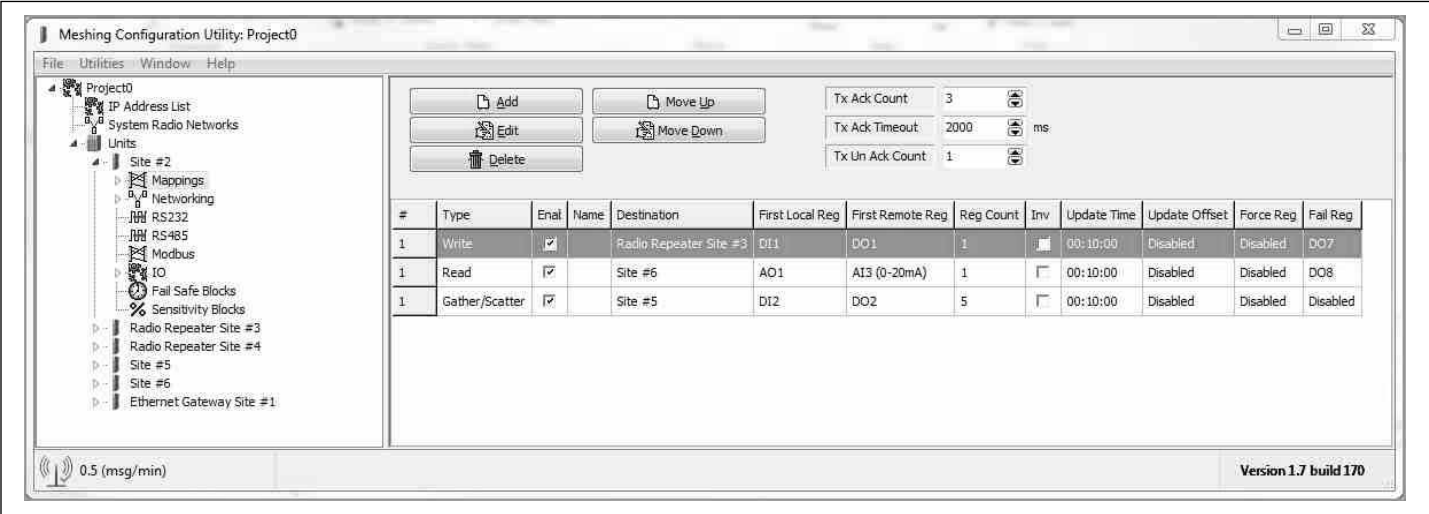 Meshing Configuration Utility: Project0
File Utilities Window Help
Project0
IP Address List
System Radio Networks
Units
Site #2
Mappings
Networking
RS232
RS485
Modbus
IO
Fail Safe Blocks
Sensitivity Blocks
Radio Repeater Site #3
Radio Repeater Site #4
Site #5
Site #6
Ethernet Gateway Site #1
Add Move Up
Edit Move Down
Delete
Tx Ack Count 3
Tx Ack Timeout 2000 ms
Tx Un Ack Count 1
# Type Enal Name Destination First Local Reg First Remote Reg Reg Count Inv Update Time Update Offset Force Reg Fail Reg
1 Write Radio Repeater Site #3 DI1 DO1 1 00:10:00 Disabled Disabled DO7
1 Read Site #6 AO1 AI3 (0-20mA) 1 00:10:00 Disabled Disabled DO8
1 Gather/Scatter Site #5 DI2 DO2 5 00:10:00 Disabled Disabled Disabled
0.5 (msg/min)
Version 1.7 build 170